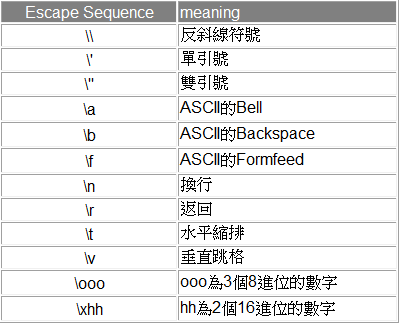 Escape Sequence meaning
\\ 反斜線符號
\' 單引號
\" 雙引號
\a ASCII的Bell
\b ASCII的Backspace
\f ASCII的Formfeed
\n 換行
\r 返回
\t 水平縮排
\v 垂直跳格
\ooo ooo為3個8進位的數字
\xhh hh為2個16進位的數字